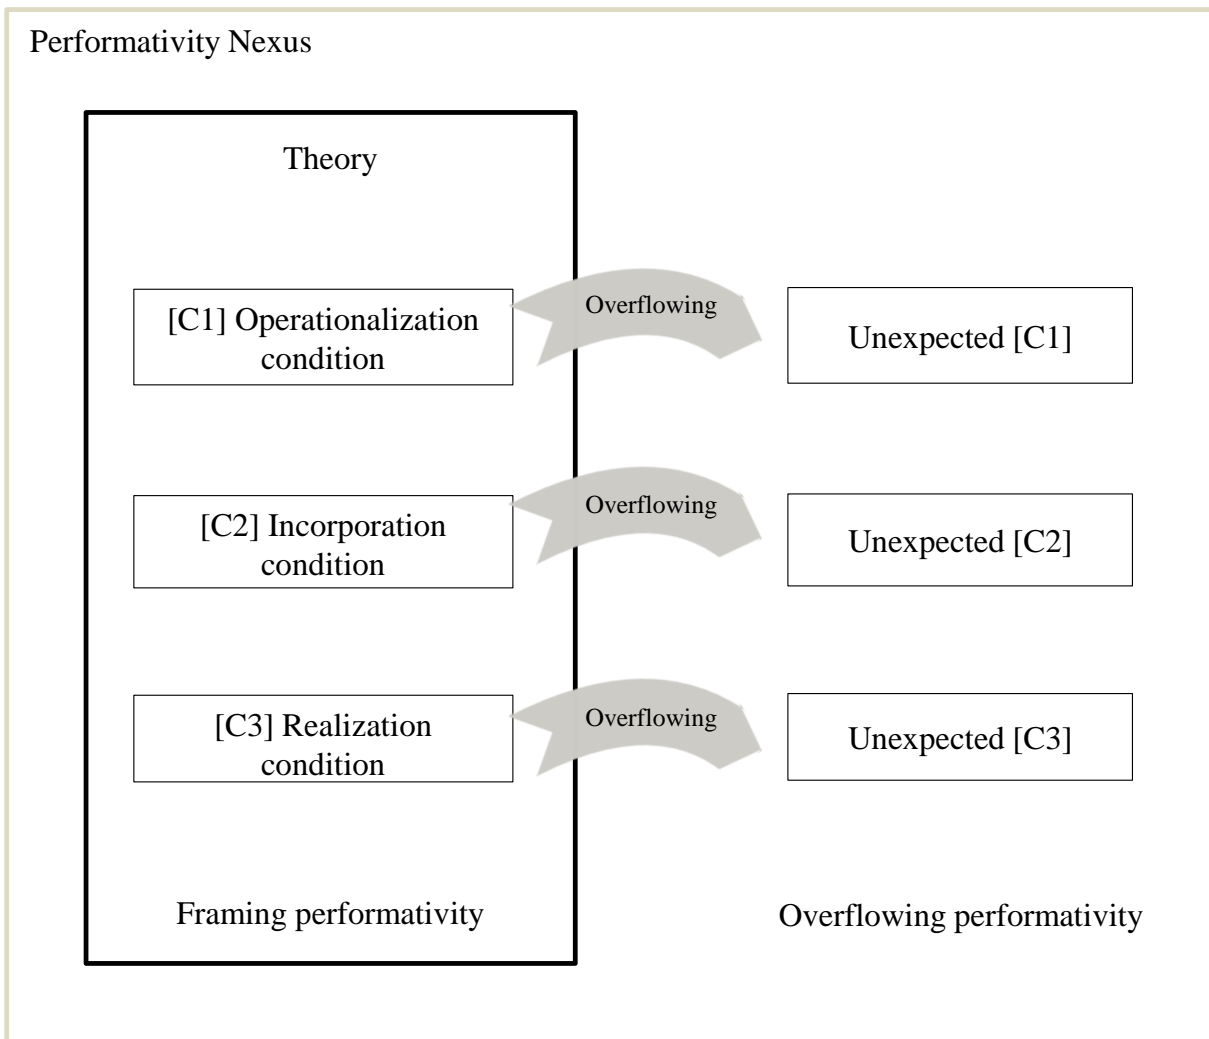 Performativity Nexus
Theory
[C1] Operationalization
condition
Overflowing
Unexpected [C1]
[C2] Incorporation
condition
Overflowing
Unexpected [C2]
[C3] Realization
condition
Overflowing
Unexpected [C3]
Framing performativity
Overflowing performativity